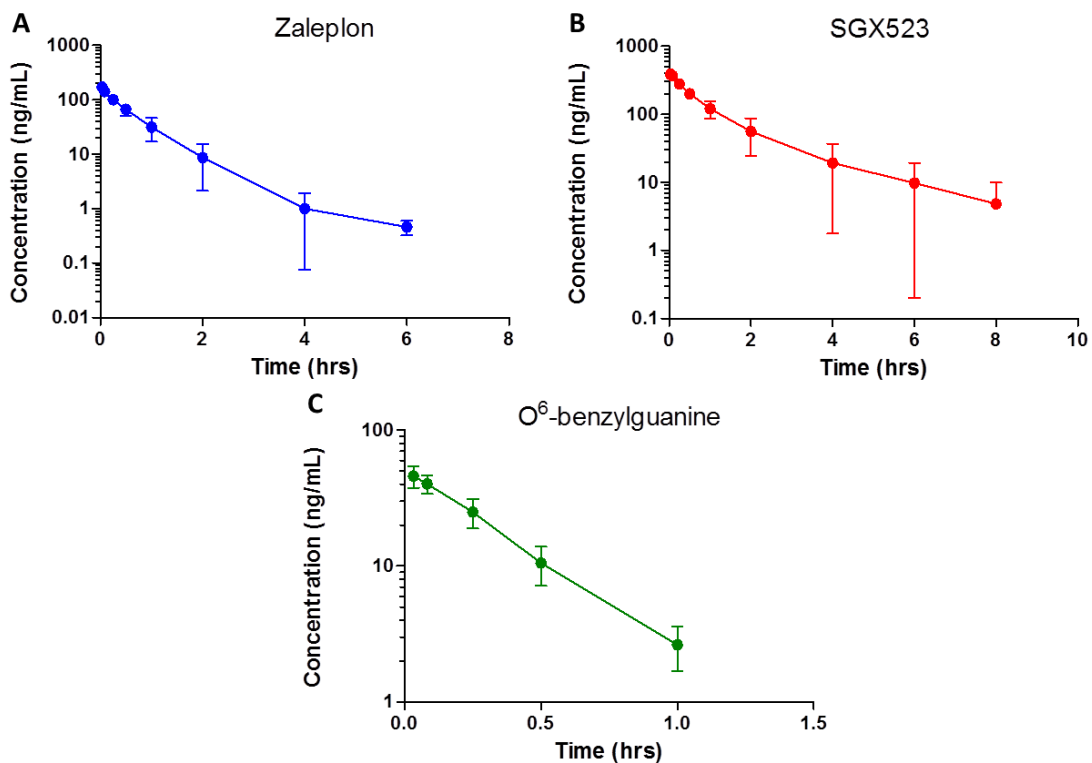 A
Zaleplon
Concentration (ng/mL)
1000
100
10
1
0.1
0.01
0 2 4 6 8
Time (hrs)
B
SGX523
Concentration (ng/mL)
1000
100
10
1
0.1
0 2 4 6 8 10
Time (hrs)
C
O⁶-benzylguanine
Concentration (ng/mL)
100
10
1
0.0 0.5 1.0 1.5
Time (hrs)